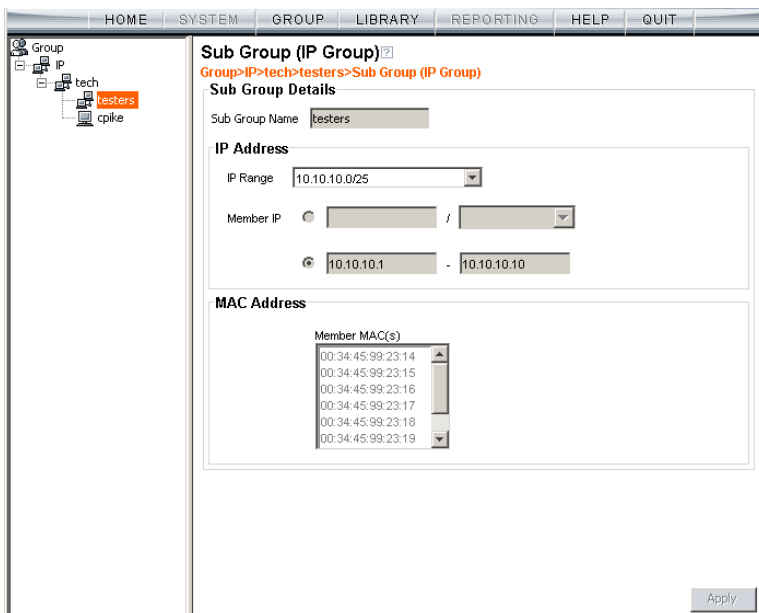 HOME SYSTEM GROUP LIBRARY REPORTING HELP QUIT
Group
IP
tech
testers
cpike
Sub Group (IP Group)?
Group>IP>tech>testers>Sub Group (IP Group)
Sub Group Details
Sub Group Name testers
IP Address
IP Range 10.10.10.0/25
Member IP /
10.10.10.1 - 10.10.10.10
MAC Address
Member MAC(s)
00:34:45:99:23:14
00:34:45:99:23:15
00:34:45:99:23:16
00:34:45:99:23:17
00:34:45:99:23:18
00:34:45:99:23:19
Apply